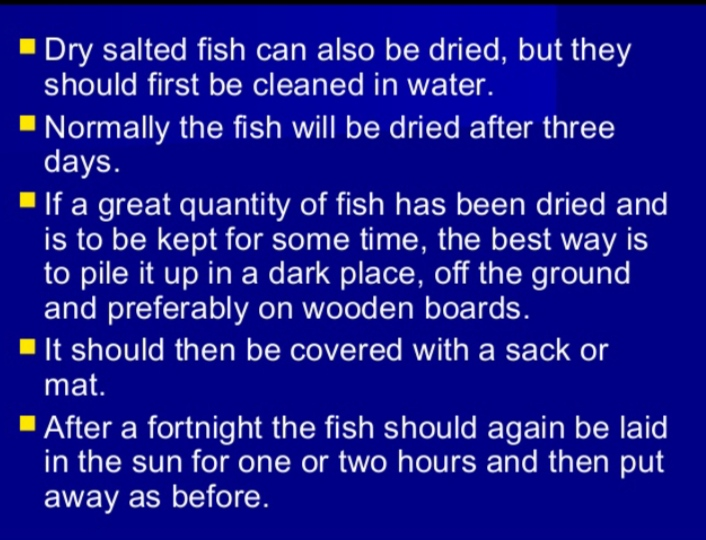 Dry salted fish can also be dried, but they
should first be cleaned in water.
Normally the fish will be dried after three
days.
If a great quantity of fish has been dried and
is to be kept for some time, the best way is
to pile it up in a dark place, off the ground
and preferably on wooden boards.
It should then be covered with a sack or
mat.
After a fortnight the fish should again be laid
in the sun for one or two hours and then put
away as before.